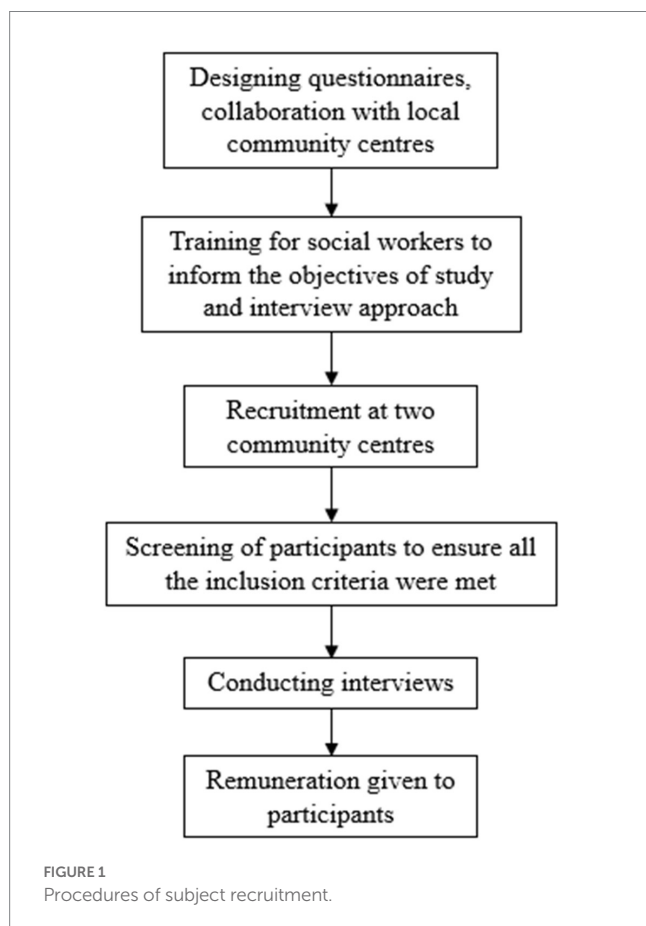 Designing questionnaires,
collaboration with local
community centres
Training for social workers to
inform the objectives of study
and interview approach
Recruitment at two
community centres
Screening of participants to ensure all
the inclusion criteria were met
Conducting interviews
Remuneration given to
participants
FIGURE 1
Procedures of subject recruitment.